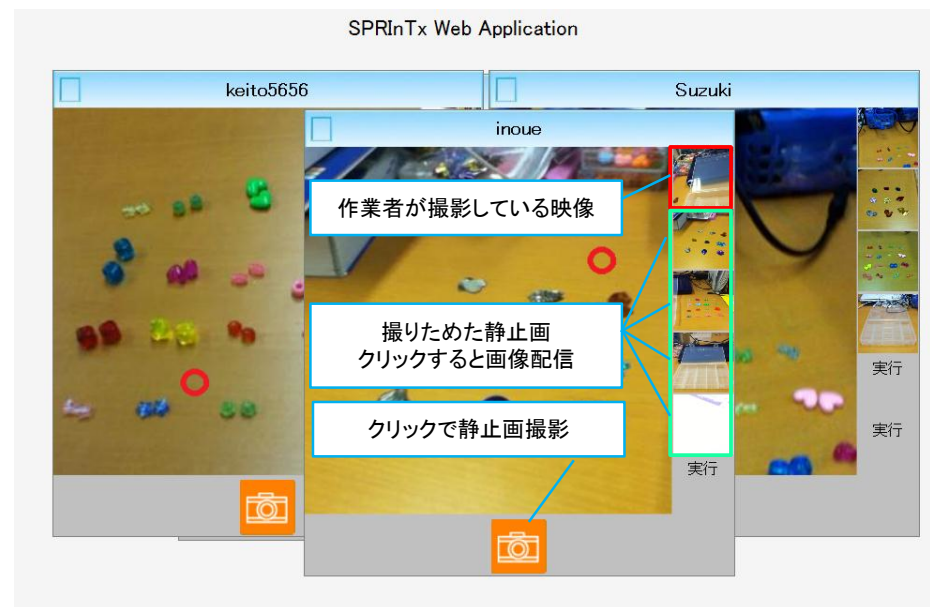 SPRInTx Web Application
keito5656
Suzuki
inoue
作業者が撮影している映像
撮りためた静止画
クリックすると画像配信
クリックで静止画撮影
実行
実行
実行